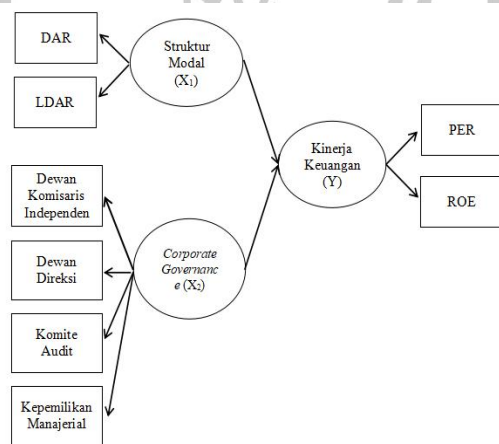 DAR
LDAR
Struktur
Modal
(X₁)
Dewan
Komisaris
Independen
Dewan
Direksi
Komite
Audit
Kepemilikan
Manajerial
Corporate
Governanc
e (X₂)
Kinerja
Keuangan
(Y)
PER
ROE